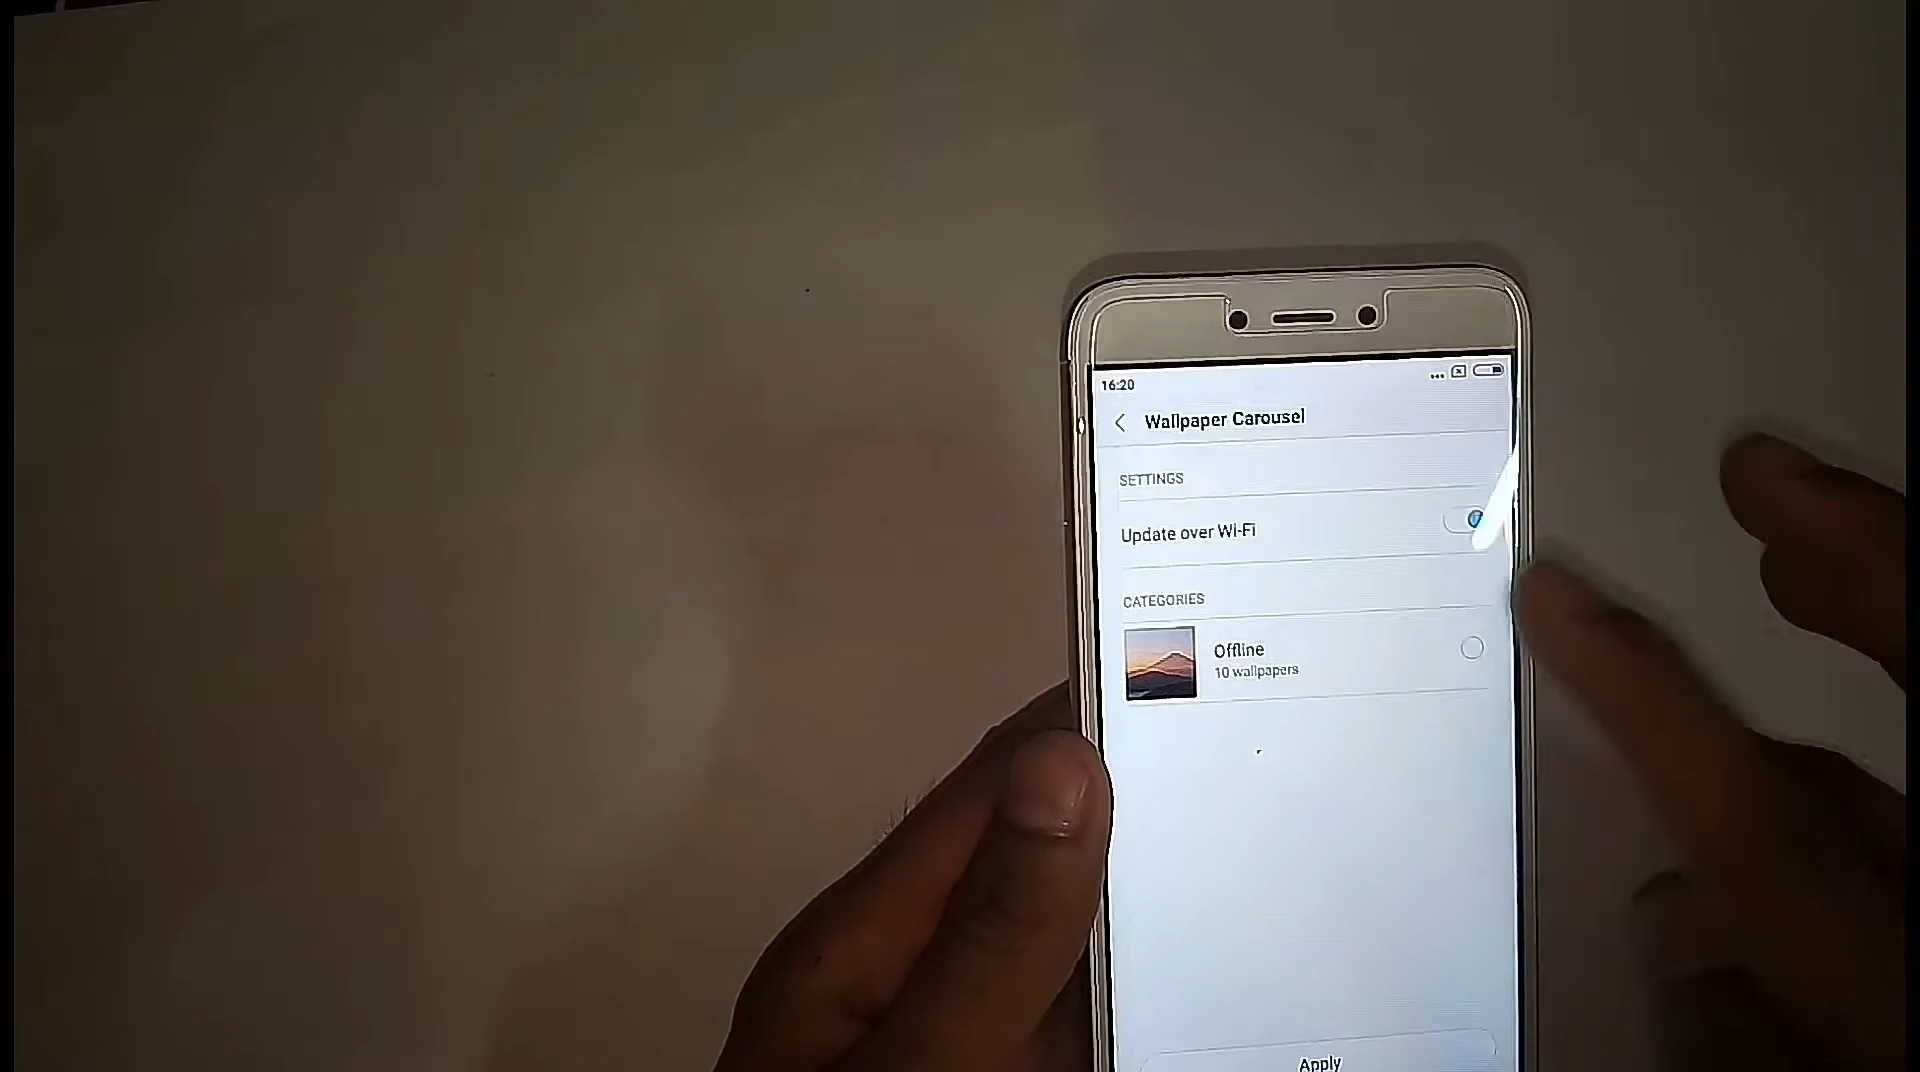 16:20
Wallpaper Carousel
SETTINGS
Update over Wi-Fi
CATEGORIES
Offline
10 wallpapers
Apply